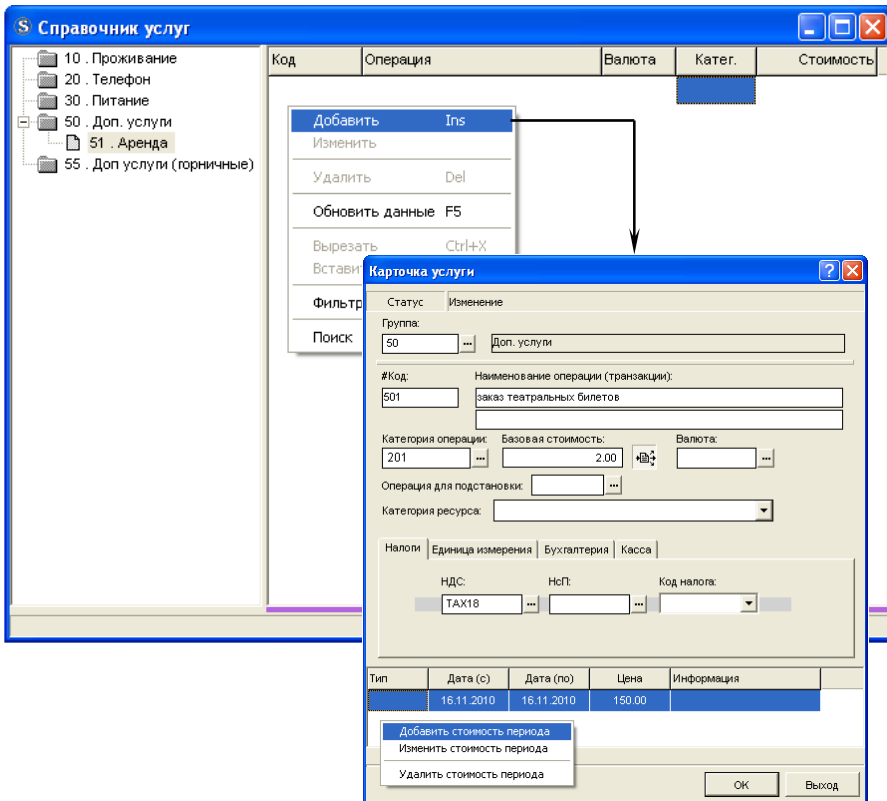 Справочник услуг
10 . Проживание
20 . Телефон
30 . Питание
50 . Доп. услуги
51 . Аренда
55 . Доп услуги (горничные)
Код Операция Валюта Катег. Стоимость
Добавить Ins
Изменить
Удалить Del
Обновить данные F5
Вырезать Ctrl+X
Встави
Фильтр
Поиск
Карточка услуги
Статус Изменение
Группа:
50 ... Доп. услуги
#Код: Наименование операции (транзакции):
501 заказ театральных билетов
Категория операции: Базовая стоимость: Валюта:
201 ... 2.00 ...
Операция для подстановки: ...
Категория ресурса:
Налоги Единица измерения Бухгалтерия Касса
НДС: НсП: Код налога:
TAX18 ... ...
Тип Дата (с) Дата (по) Цена Информация
16.11.2010 16.11.2010 150.00
Добавить стоимость периода
Изменить стоимость периода
Удалить стоимость периода
OK Выход